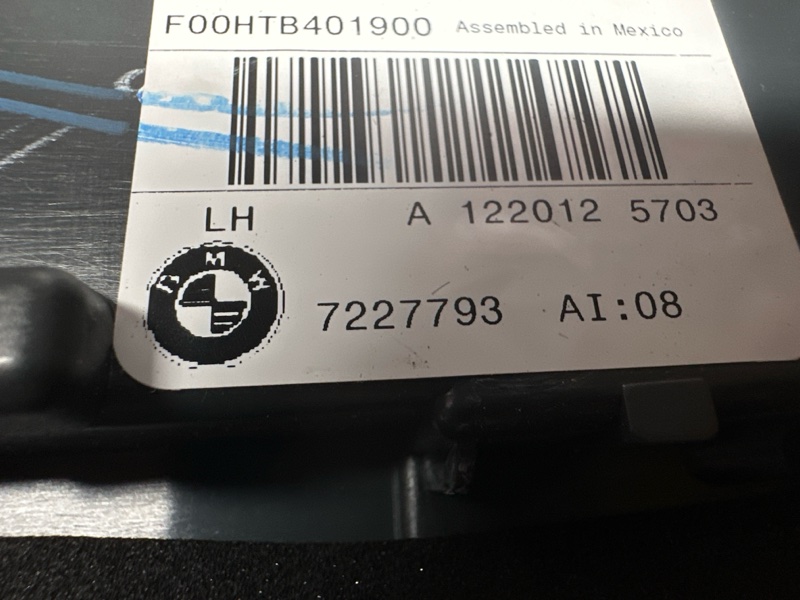 F00HTB401900 Assembled in Mexico
LH A 122012 5703
BMW
7227793 AI:08